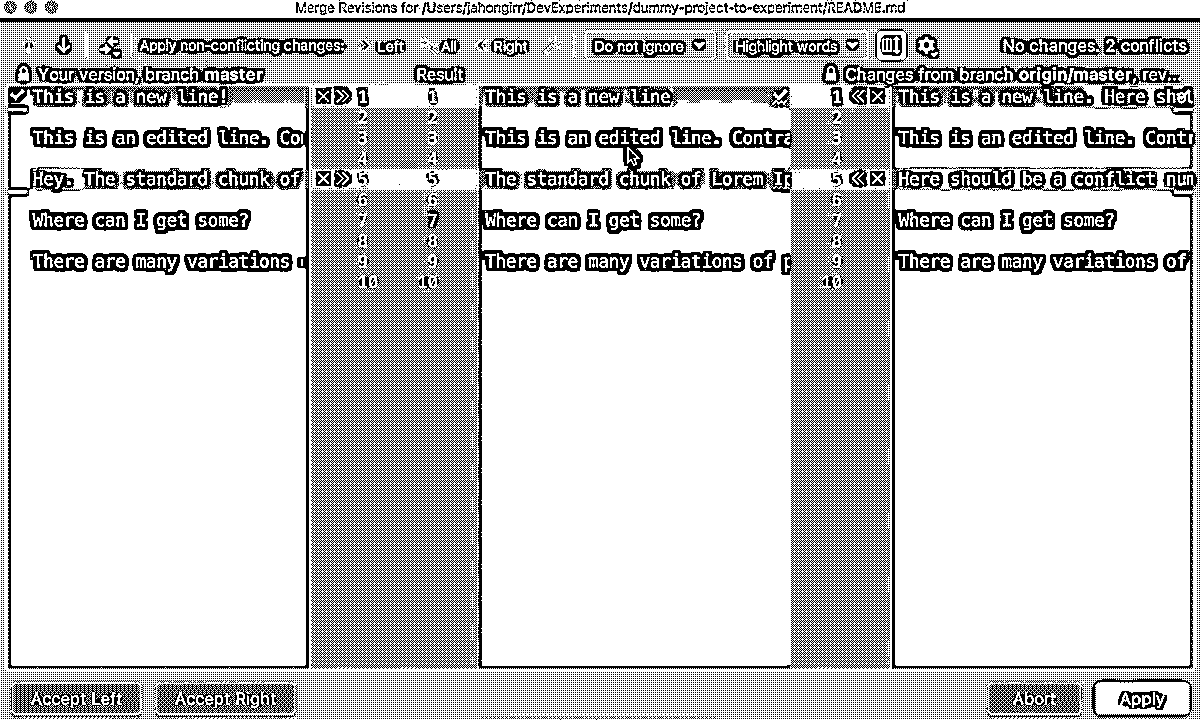 Merge Revisions for /Users/jahongirr/DevExperiments/dummy-project-to-experiment/README.md
Apply non-conflicting changes: Left All Right Do not ignore Highlight words No changes. 2 conflicts
Your version, branch master Result Changes from branch origin/master, rev...
This is a new line! 1 1 This is a new line. 1 This is a new line. Here
2 2 2
This is an edited line. 3 3 This is an edited line. 3 This is an edited line.
4 4 4
Hey. The standard chunk of 5 5 The standard chunk of Lorem 5 Here should be a conflict
6 6 6
Where can I get some? 7 7 Where can I get some? 7 Where can I get some?
8 8 8
There are many variations 9 9 There are many variations of 9 There are many variations of
10 10 10
Accept Left Accept Right Abort Apply